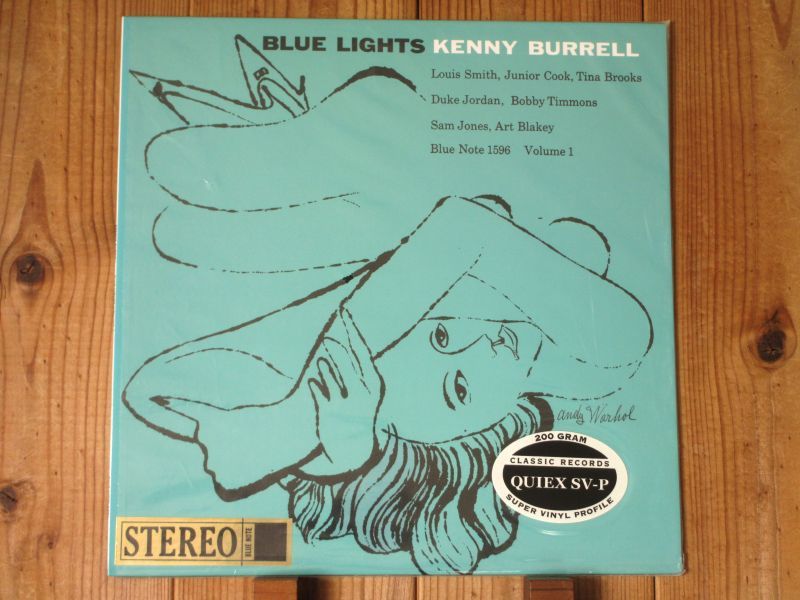 BLUE LIGHTS KENNY BURRELL
Louis Smith, Junior Cook, Tina Brooks
Duke Jordan, Bobby Timmons
Sam Jones, Art Blakey
Blue Note 1596 Volume 1
andy Warhol
200 GRAM
CLASSIC RECORDS
QUIEX SV-P
SUPER VINYL PROFILE
STEREO
BLUE NOTE